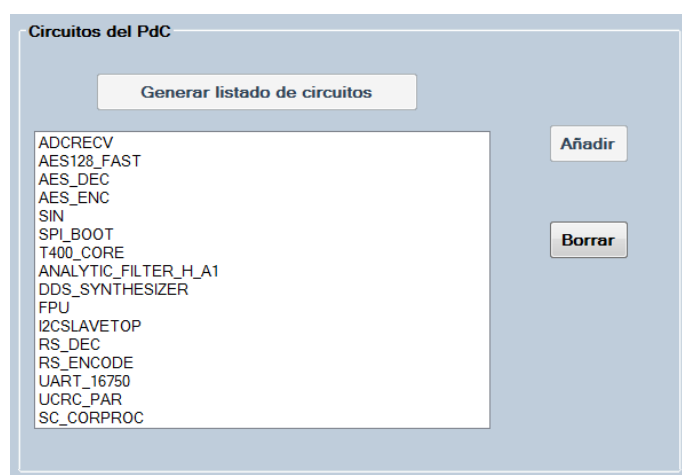 Circuitos del PdC
Generar listado de circuitos
Añadir
Borrar
ADCRECV
AES128_FAST
AES_DEC
AES_ENC
SIN
SPI_BOOT
T400_CORE
ANALYTIC_FILTER_H_A1
DDS_SYNTHESIZER
FPU
I2CSLAVETOP
RS_DEC
RS_ENCODE
UART_16750
UCRC_PAR
SC_CORPROC